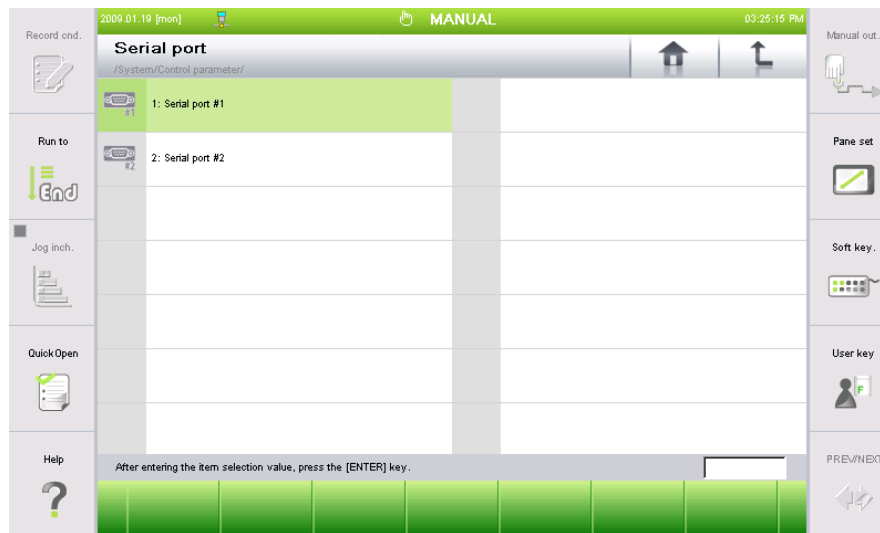 2009.01.19 [mon]
MANUAL
03:25:15 PM
Record cnd.
Manual out.
Serial port
/System/Control parameter/
#1
1: Serial port #1
Run to
End
Pane set
#2
2: Serial port #2
Jog inch.
Soft key.
Quick Open
User key
F
Help
After entering the item selection value, press the [ENTER] key.
PREV/NEXT
?